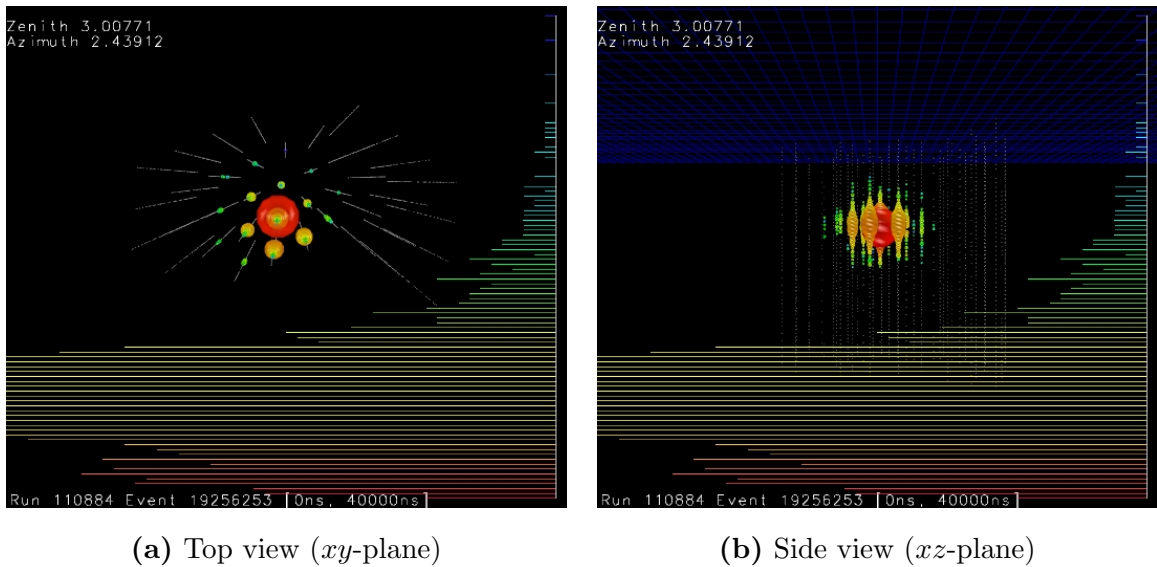 Zenith 3.00771
Azimuth 2.43912
Run 110884 Event 19256253 [0ns, 40000ns]
(a) Top view (xy-plane)
Zenith 3.00771
Azimuth 2.43912
Run 110884 Event 19256253 [0ns, 40000ns]
(b) Side view (xz-plane)